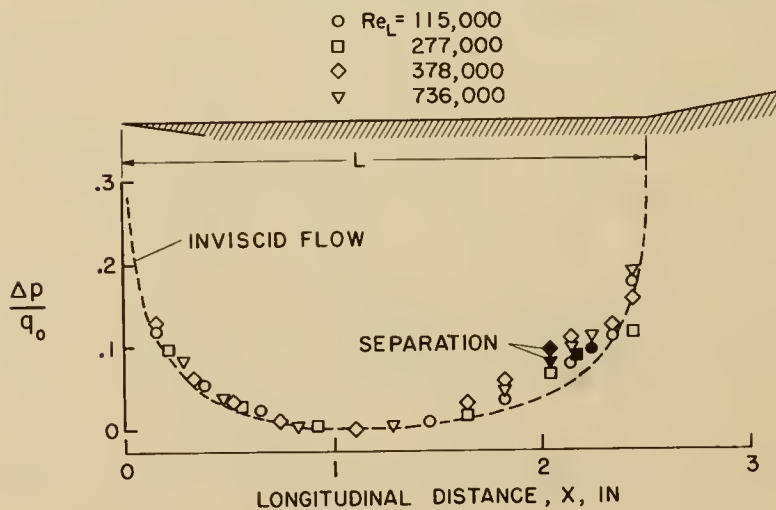 ○ Re_L = 115,000
□ 277,000
◇ 378,000
▽ 736,000
L
.3
INVISCID FLOW
.2
Δp
q₀
SEPARATION
.1
0
0 1 2 3
LONGITUDINAL DISTANCE, X, IN